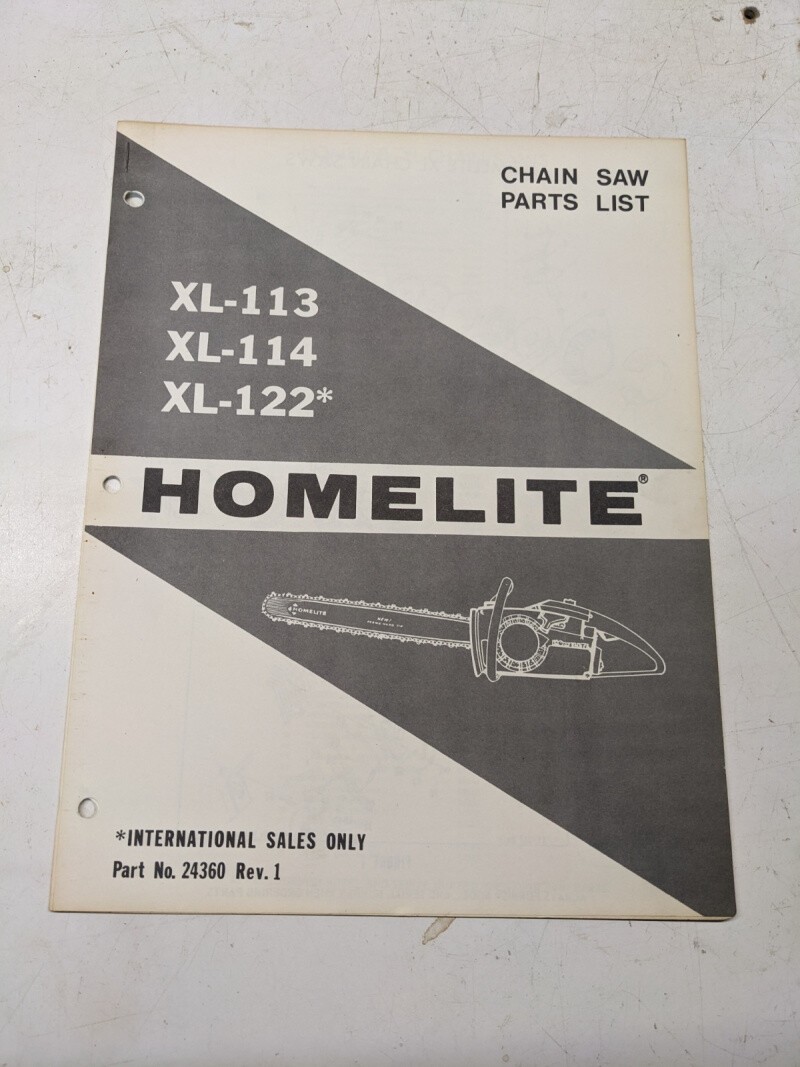 CHAIN SAW
PARTS LIST
XL-113
XL-114
XL-122*
HOMELITE®
HOMELITE
NEW!
*INTERNATIONAL SALES ONLY
Part No. 24360 Rev. 1